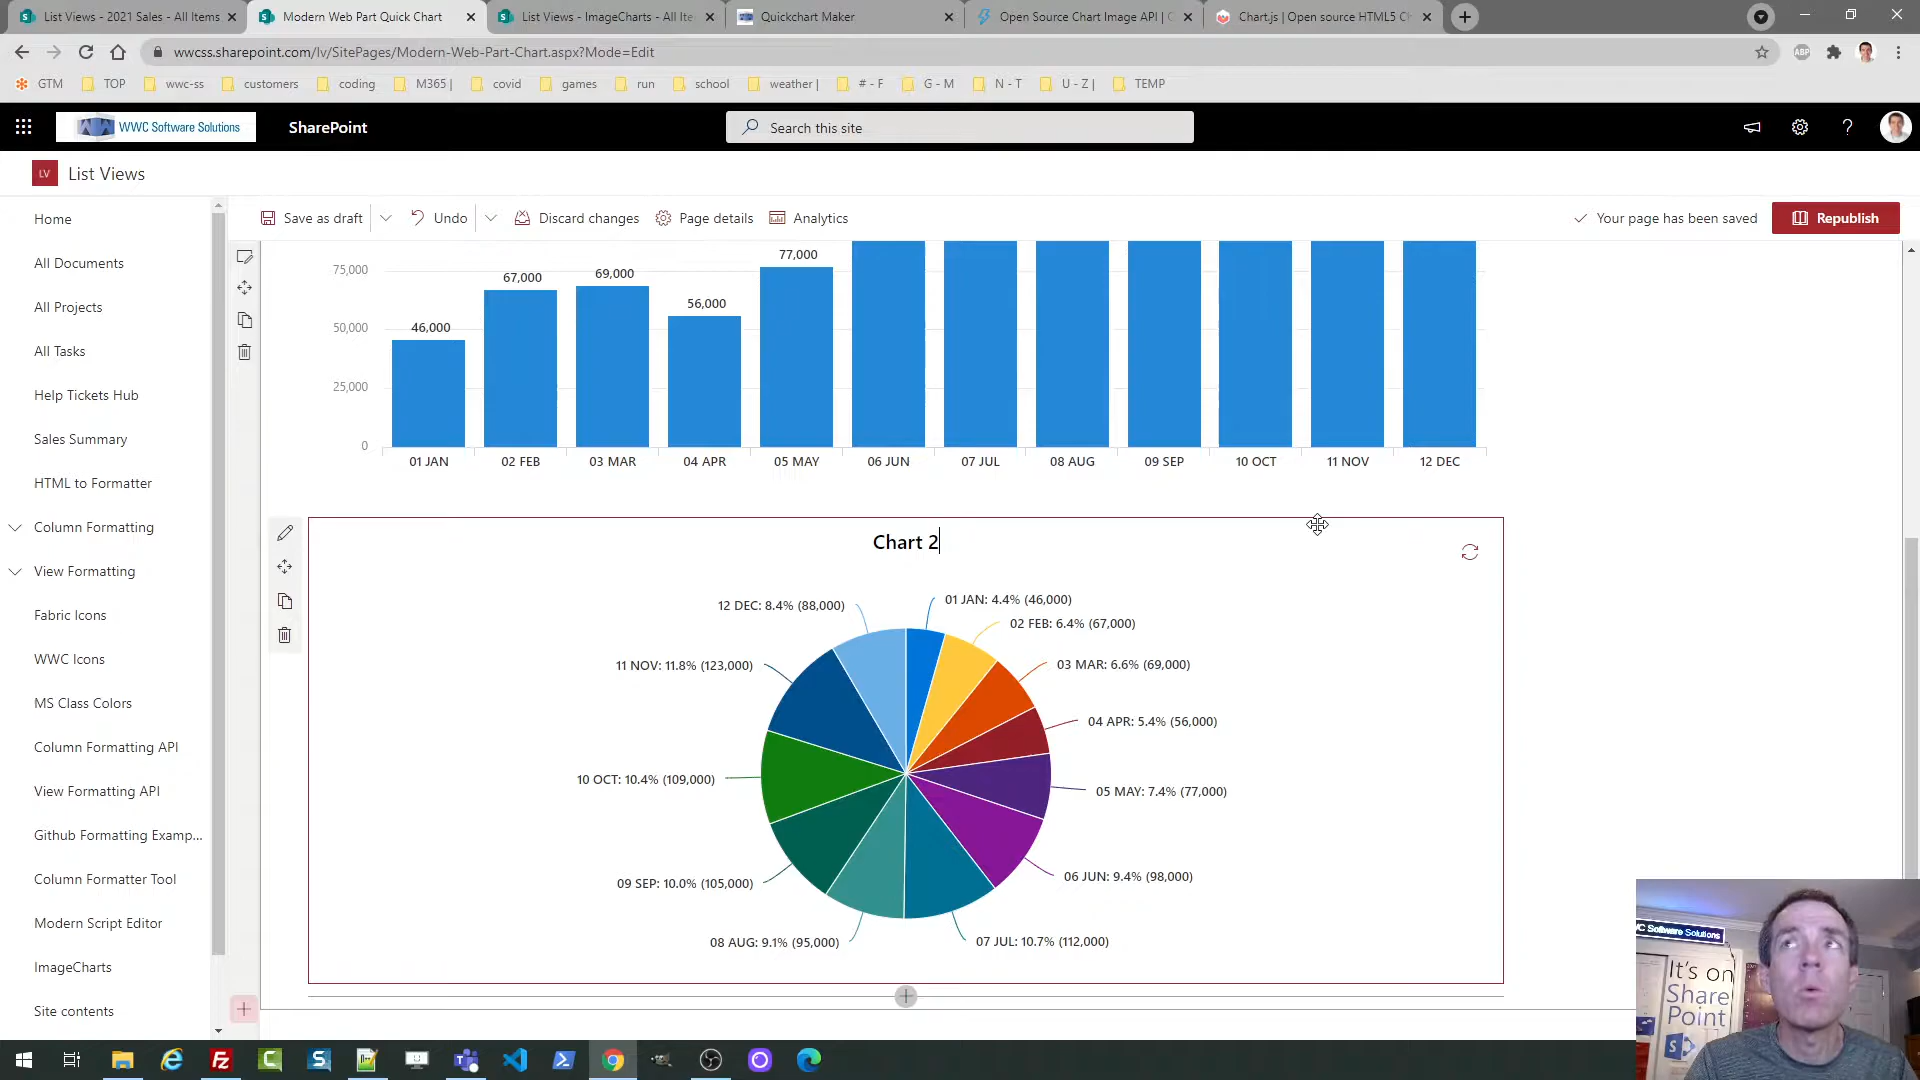 List Views - 2021 Sales - All Items
Modern Web Part Quick Chart
List Views - ImageCharts - All Ite
Quickchart Maker
Open Source Chart Image API |
Chart.js | Open source HTML5 Ch
wwcss.sharepoint.com/lv/SitePages/Modern-Web-Part-Chart.aspx?Mode=Edit
GTM
TOP
wwc-ss
customers
coding
M365 |
covid
games
run
school
weather |
# - F
G - M
N - T
U - Z |
TEMP
WWC Software Solutions
SharePoint
Search this site
LV
List Views
Save as draft
Undo
Discard changes
Page details
Analytics
Your page has been saved
Republish
Home
All Documents
All Projects
All Tasks
Help Tickets Hub
Sales Summary
HTML to Formatter
Column Formatting
View Formatting
Fabric Icons
WWC Icons
MS Class Colors
Column Formatting API
View Formatting API
Github Formatting Examp...
Column Formatter Tool
Modern Script Editor
ImageCharts
Site contents
75,000
50,000
25,000
0
46,000
67,000
69,000
56,000
77,000
01 JAN
02 FEB
03 MAR
04 APR
05 MAY
06 JUN
07 JUL
08 AUG
09 SEP
10 OCT
11 NOV
12 DEC
Chart 2
12 DEC: 8.4% (88,000)
01 JAN: 4.4% (46,000)
02 FEB: 6.4% (67,000)
11 NOV: 11.8% (123,000)
03 MAR: 6.6% (69,000)
04 APR: 5.4% (56,000)
10 OCT: 10.4% (109,000)
05 MAY: 7.4% (77,000)
09 SEP: 10.0% (105,000)
06 JUN: 9.4% (98,000)
08 AUG: 9.1% (95,000)
07 JUL: 10.7% (112,000)
C Software Solutions
It's on
Share
Point